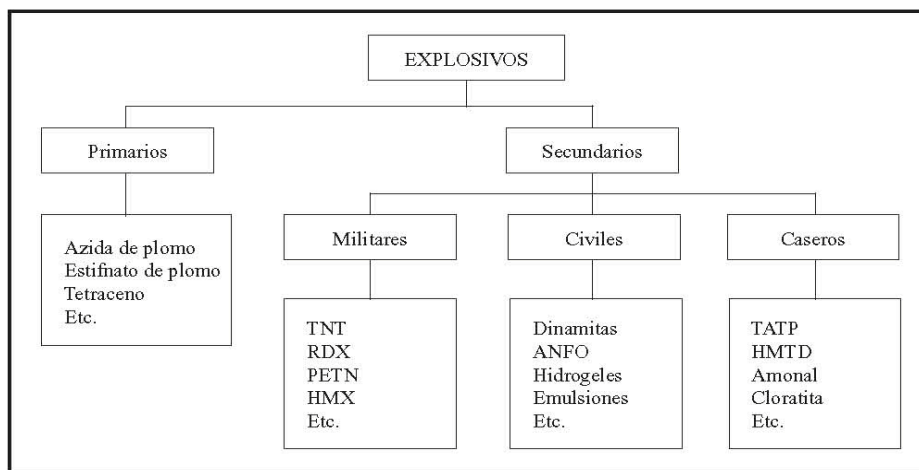 EXPLOSIVOS
Primarios
Secundarios
Azida de plomo
Estifnato de plomo
Tetraceno
Etc.
Militares
Civiles
Caseros
TNT
RDX
PETN
HMX
Etc.
Dinamitas
ANFO
Hidrogeles
Emulsiones
Etc.
TATP
HMTD
Amonal
Cloratita
Etc.